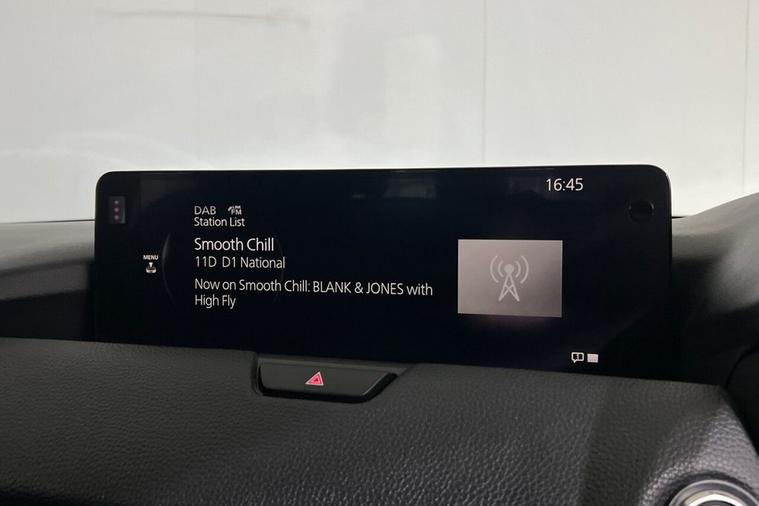 16:45
DAB FM
Station List
Smooth Chill
MENU
11D D1 National
Now on Smooth Chill: BLANK & JONES with
High Fly